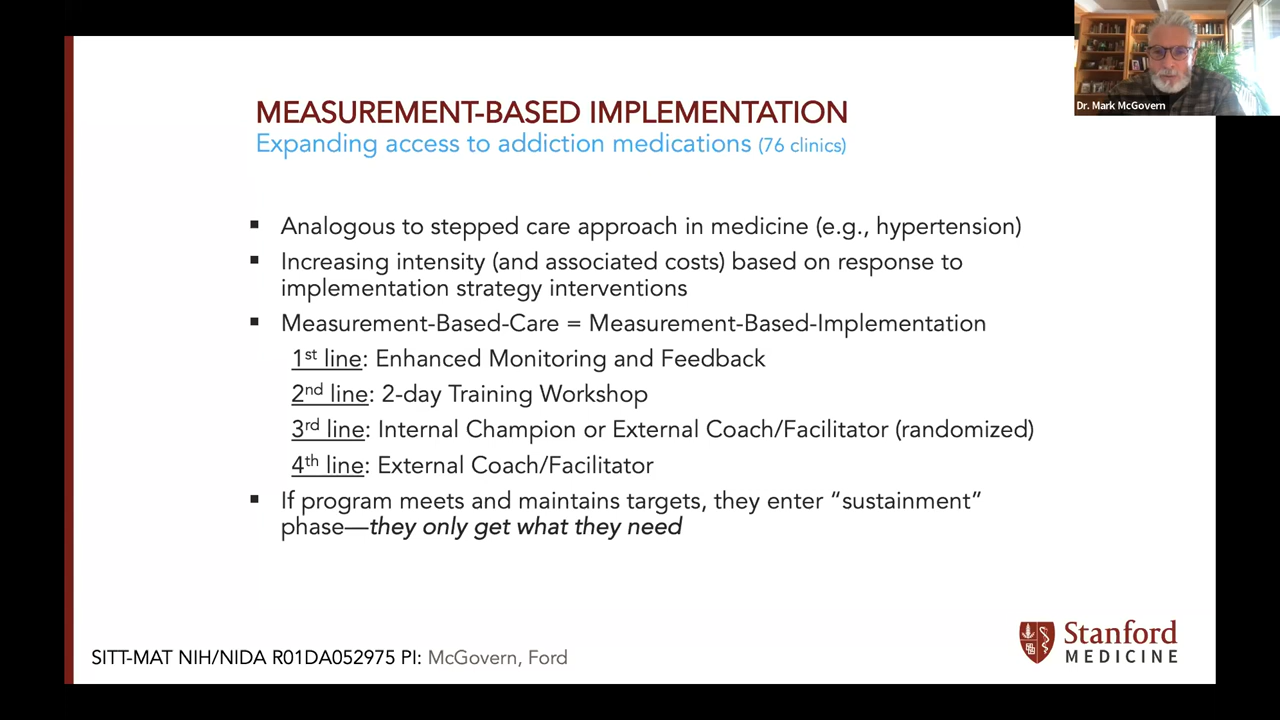 Dr. Mark McGovern
MEASUREMENT-BASED IMPLEMENTATION
Expanding access to addiction medications (76 clinics)
▪ Analogous to stepped care approach in medicine (e.g., hypertension)
▪ Increasing intensity (and associated costs) based on response to
implementation strategy interventions
▪ Measurement-Based-Care = Measurement-Based-Implementation
1st line: Enhanced Monitoring and Feedback
2nd line: 2-day Training Workshop
3rd line: Internal Champion or External Coach/Facilitator (randomized)
4th line: External Coach/Facilitator
▪ If program meets and maintains targets, they enter “sustainment”
phase—they only get what they need
SITT-MAT NIH/NIDA R01DA052975 PI: McGovern, Ford
Stanford
MEDICINE